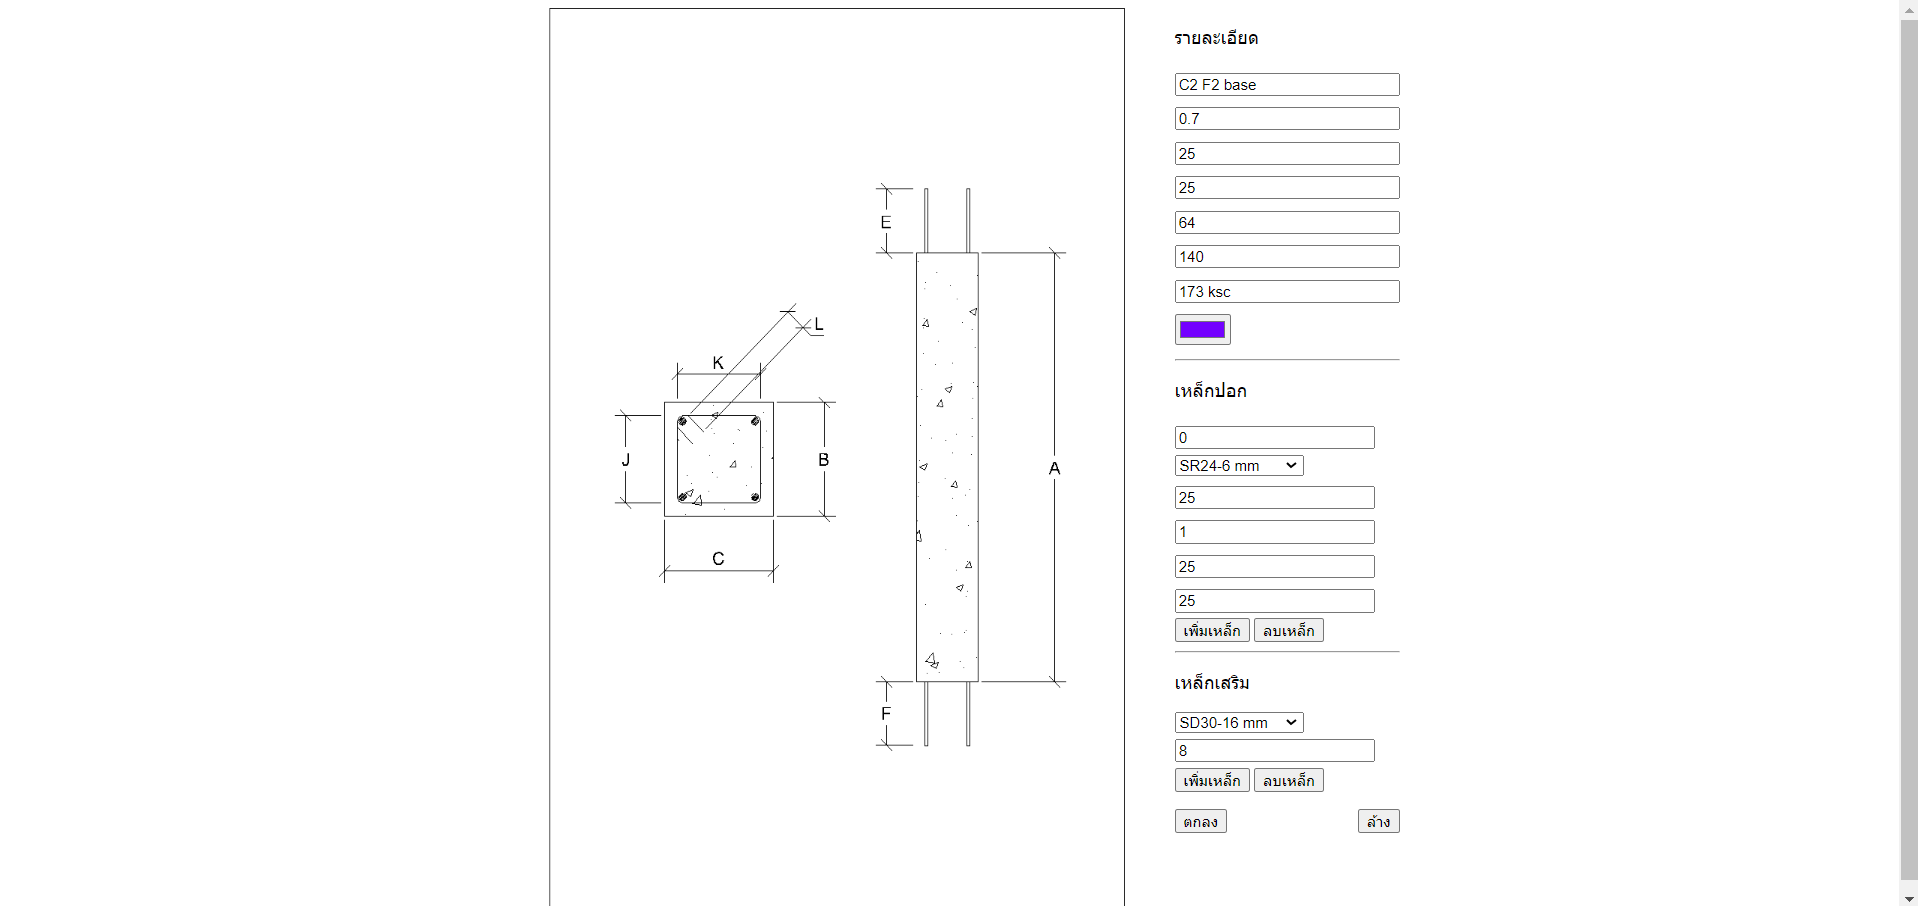 E
L
K
J
B
A
C
F
รายละเอียด
C2 F2 base
0.7
25
25
64
140
173 ksc
เหล็กปอก
0
SR24-6 mm
25
1
25
25
เพิ่มเหล็ก ลบเหล็ก
เหล็กเสริม
SD30-16 mm
8
เพิ่มเหล็ก ลบเหล็ก
ตกลง ล้าง